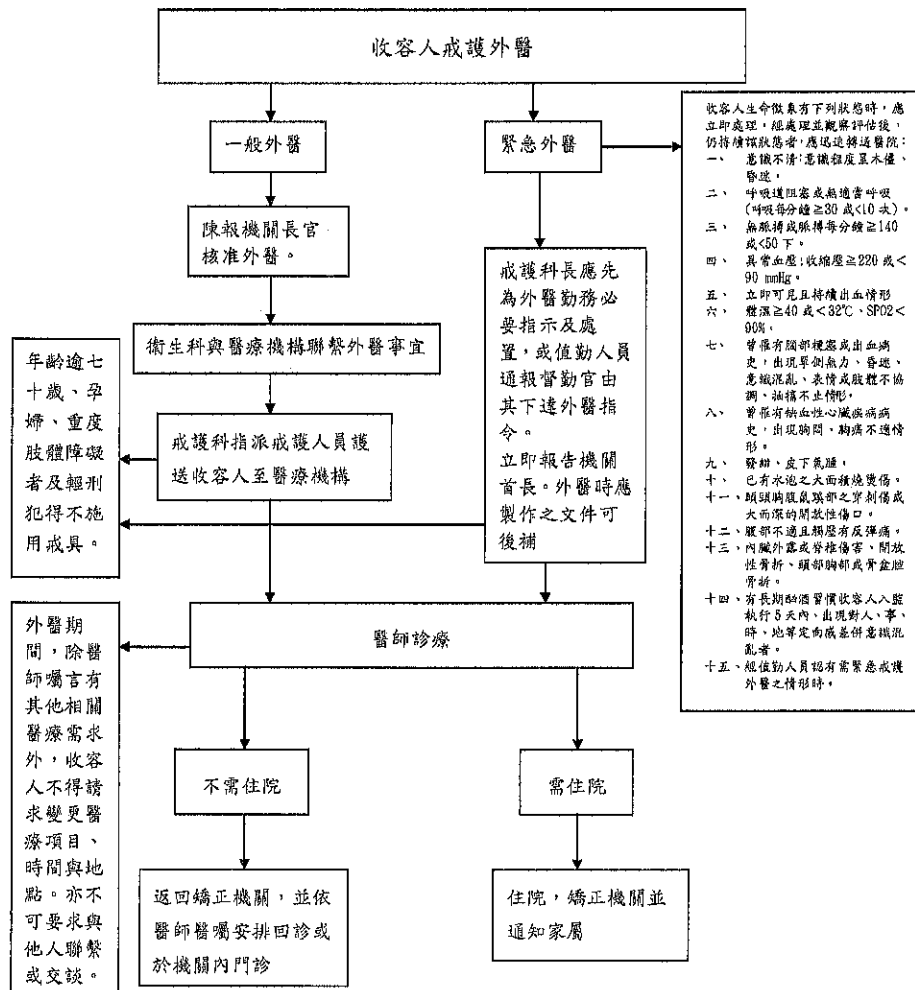 收容人戒護外醫
一般外醫
緊急外醫
收容人生命徵象有下列狀態時，應
立即處理，經處理並觀察評估後，
仍持續該狀態者，應迅速轉送醫院：
一、 意識不清：意識程度呈木僵、
昏迷。
二、 呼吸道阻塞或無適當呼吸
(呼吸每分鐘≧30 或<10 次)。
三、 無脈搏或脈搏每分鐘≧140
或<50 下。
四、 異常血壓：收縮壓≧220 或<
90 mmHg。
五、 立即可見且持續出血情形
六、 體溫≧40 或<32℃、SPO2<
90%。
七、 曾罹有腦部梗塞或出血病
史，出現單側無力、昏迷、
意識混亂、表情或肢體不協
調、抽搐不止情形。
八、 曾罹有缺血性心臟疾病病
史，出現胸悶、胸痛不適情
形。
九、 發紺、皮下氣腫。
十、 已有水泡之大面積燒燙傷。
十一、頭頸胸腹鼠蹊部之穿刺傷或
大而深的開放性傷口。
十二、腹部不適且觸壓有反彈痛。
十三、內臟外露或脊椎傷害、開放
性骨折、頭部胸部或骨盆腔
骨折。
十四、有長期酗酒習慣收容人入監
執行 5 天內，出現對人、事、
時、地等定向感差併意識混
亂者。
十五、經值勤人員認有需緊急戒護
外醫之情形時。
陳報機關長官
核准外醫。
衛生科與醫療機構聯繫外醫事宜
戒護科指派戒護人員護
送收容人至醫療機構
戒護科長應先
為外醫勤務必
要指示及處
置，或值勤人員
通報督勤官由
其下達外醫指
令。
立即報告機關
首長。外醫時應
製作之文件可
後補
年齡逾七
十歲、孕
婦、重度
肢體障礙
者及輕刑
犯得不施
用戒具。
醫師診療
外醫期
間，除醫
師囑言有
其他相關
醫療需求
外，收容
人不得請
求變更醫
療項目、
時間與地
點。亦不
可要求與
他人聯繫
或交談。
不需住院
需住院
返回矯正機關，並依
醫師醫囑安排回診或
於機關內門診
住院，矯正機關並
通知家屬